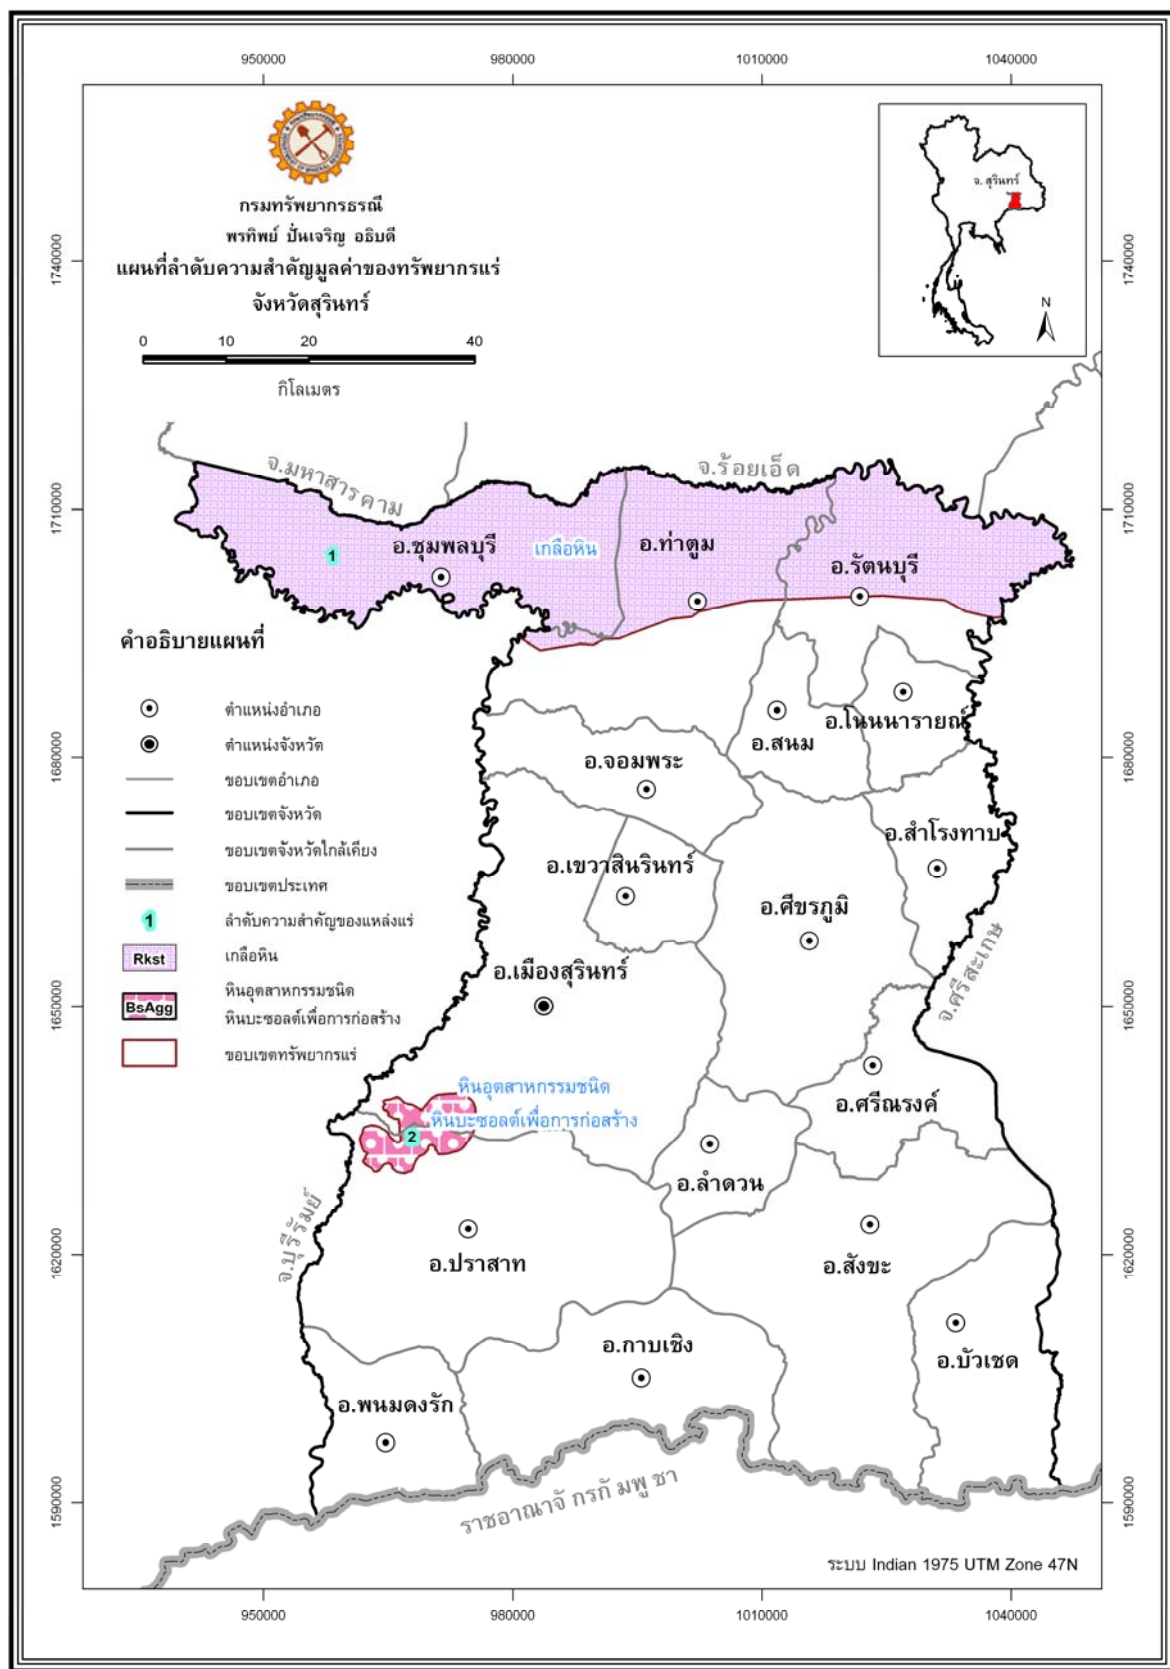 950000
980000
1010000
1040000
กรมทรัพยากรธรณี
พรทิพย์ ปั่นเจริญ อธิบดี
แผนที่ลำดับความสำคัญมูลค่าของทรัพยากรแร่
จังหวัดสุรินทร์
0 10 20 40
กิโลเมตร
จ. สุรินทร์
N
1740000
1740000
1710000
1710000
1680000
1680000
1650000
1650000
1620000
1620000
1590000
1590000
จ.มหาสารคาม
จ.ร้อยเอ็ด
1
อ.ชุมพลบุรี
เกลือหิน
อ.ท่าตูม
อ.รัตนบุรี
คำอธิบายแผนที่
ตำแหน่งอำเภอ
ตำแหน่งจังหวัด
ขอบเขตอำเภอ
ขอบเขตจังหวัด
ขอบเขตจังหวัดใกล้เคียง
ขอบเขตประเทศ
1 ลำดับความสำคัญของแหล่งแร่
Rkst เกลือหิน
BsAgg หินอุตสาหกรรมชนิด
หินบะซอลต์เพื่อการก่อสร้าง
ขอบเขตทรัพยากรแร่
อ.สนม
อ.โนนนารายณ์
อ.จอมพระ
อ.สำโรงทาบ
อ.เขวาสินรินทร์
อ.ศีขรภูมิ
อ.เมืองสุรินทร์
จ.ศรีสะเกษ
หินอุตสาหกรรมชนิด
หินบะซอลต์เพื่อการก่อสร้าง
2
อ.ศรีณรงค์
อ.ลำดวน
จ.บุรีรัมย์
อ.ปราสาท
อ.สังขะ
อ.กาบเชิง
อ.บัวเชด
อ.พนมดงรัก
ราชอาณาจักรกัมพูชา
ระบบ Indian 1975 UTM Zone 47N
950000
980000
1010000
1040000